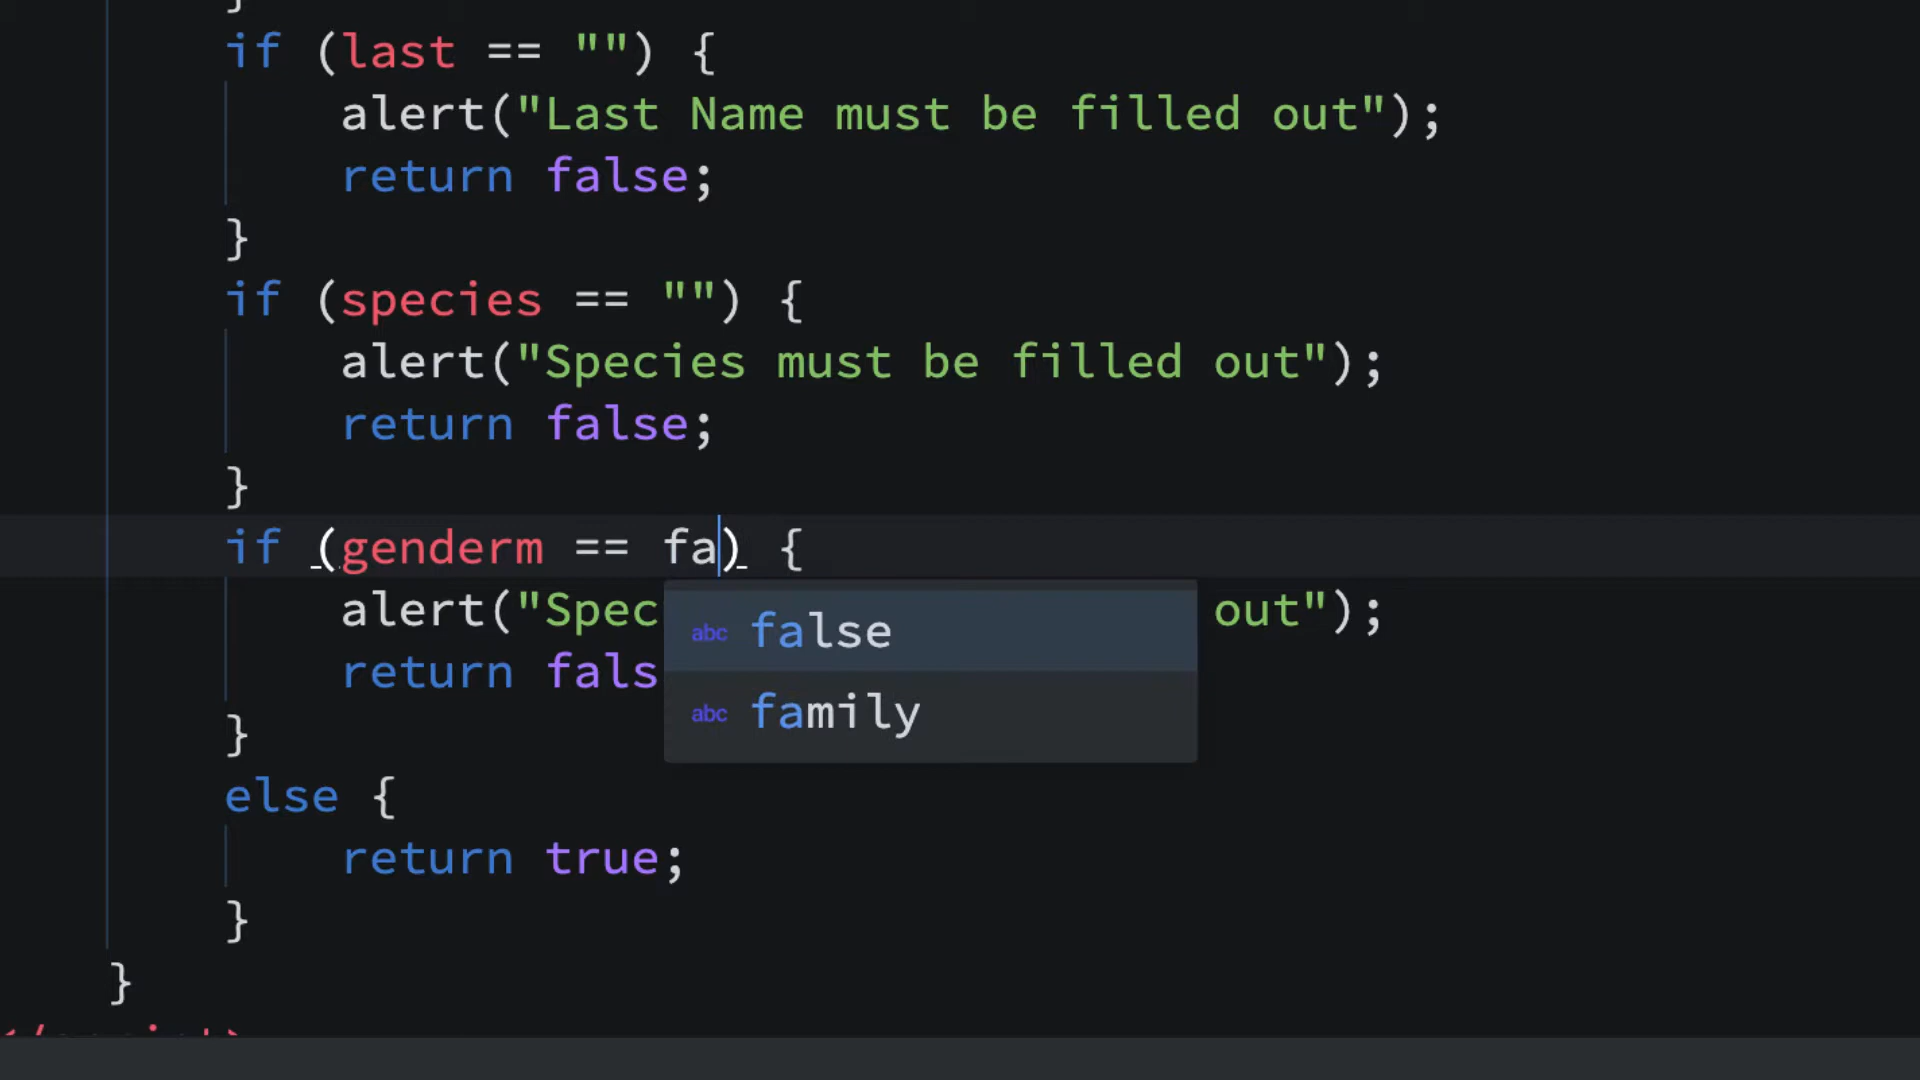 }
if (last == "") {
alert("Last Name must be filled out");
return false;
}
if (species == "") {
alert("Species must be filled out");
return false;
}
if (genderm == fa) {
alert("Spec out");
abc false
return fals
abc family
}
else {
return true;
}
}